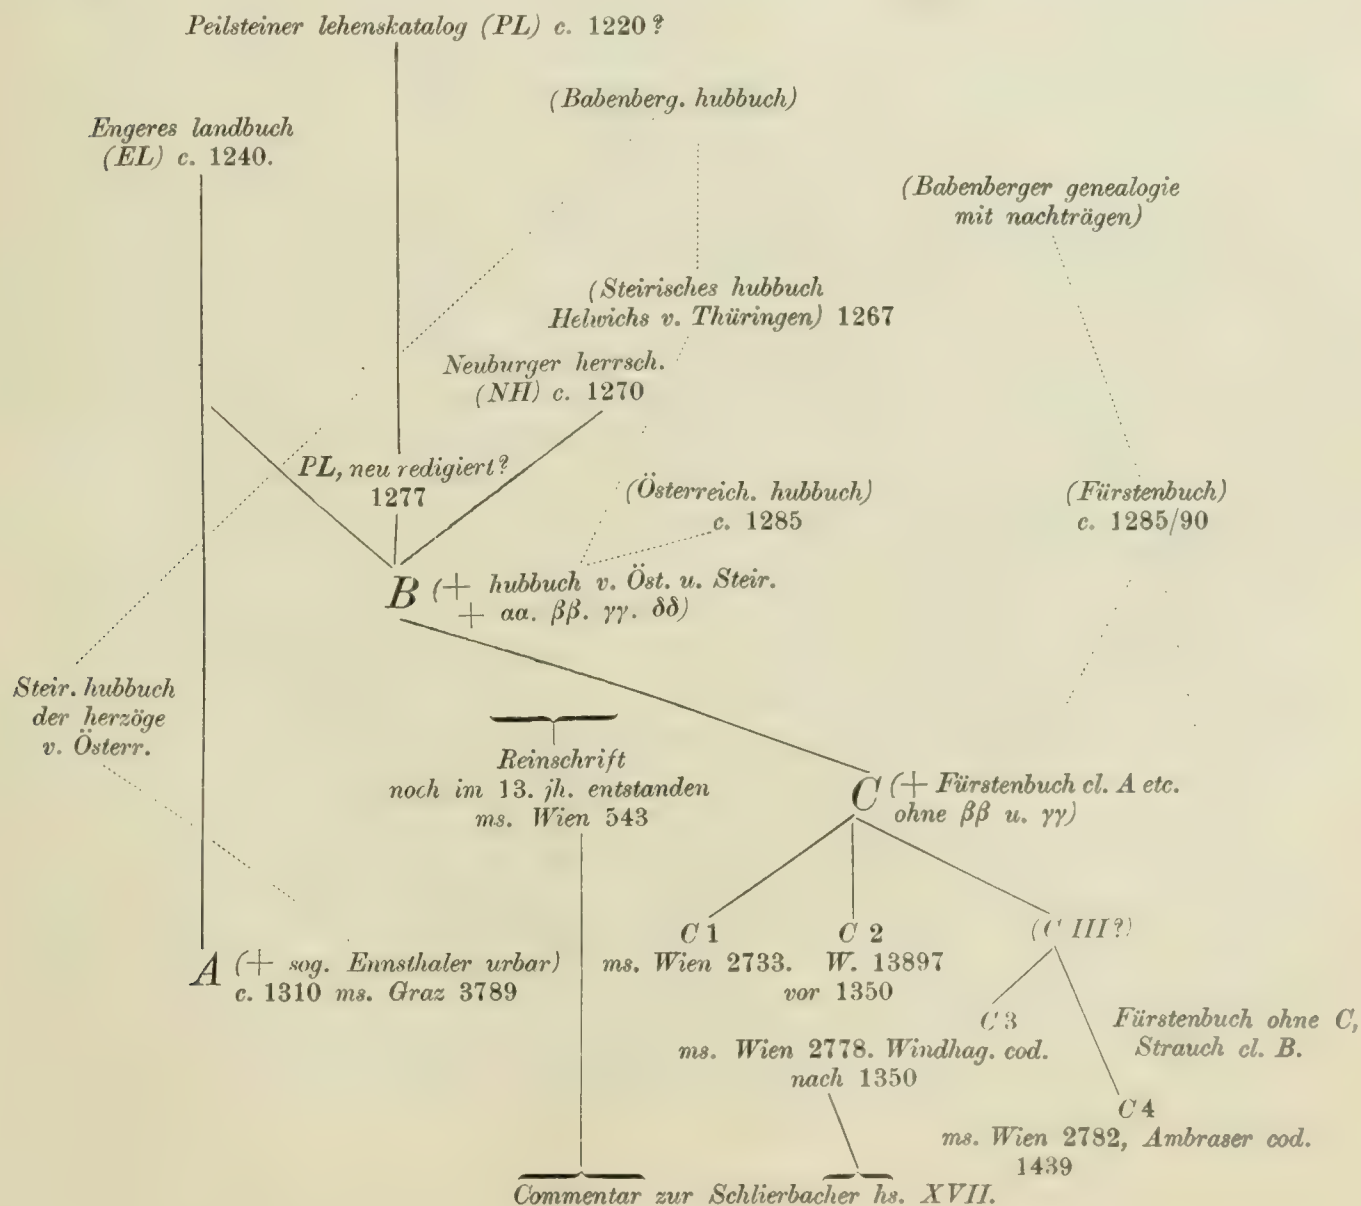 Peilsteiner lehenskatalog (PL) c. 1220?
(Babenberg. hubbuch)
Engeres landbuch
(EL) c. 1240.
(Babenberger genealogie
mit nachträgen)
(Steirisches hubbuch
Helwichs v. Thüringen) 1267
Neuburger herrsch.
(NH) c. 1270
PL, neu redigiert?
1277
(Österreich. hubbuch)
c. 1285
(Fürstenbuch)
c. 1285/90
B (+ hubbuch v. Öst. u. Steir.
+ αα. ββ. γγ. δδ)
Steir. hubbuch
der herzöge
v. Österr.
Reinschrift
noch im 13. jh. entstanden
ms. Wien 543
C (+ Fürstenbuch cl. A etc.
ohne ββ u. γγ)
A (+ sog. Ennsthaler urbar)
c. 1310 ms. Graz 3789
C 1
ms. Wien 2733.
C 2
W. 13897
vor 1350
(C III?)
C 3
ms. Wien 2778. Windhag. cod.
nach 1350
Fürstenbuch ohne C,
Strauch cl. B.
C 4
ms. Wien 2782, Ambraser cod.
1439
Commentar zur Schlierbacher hs. XVII.